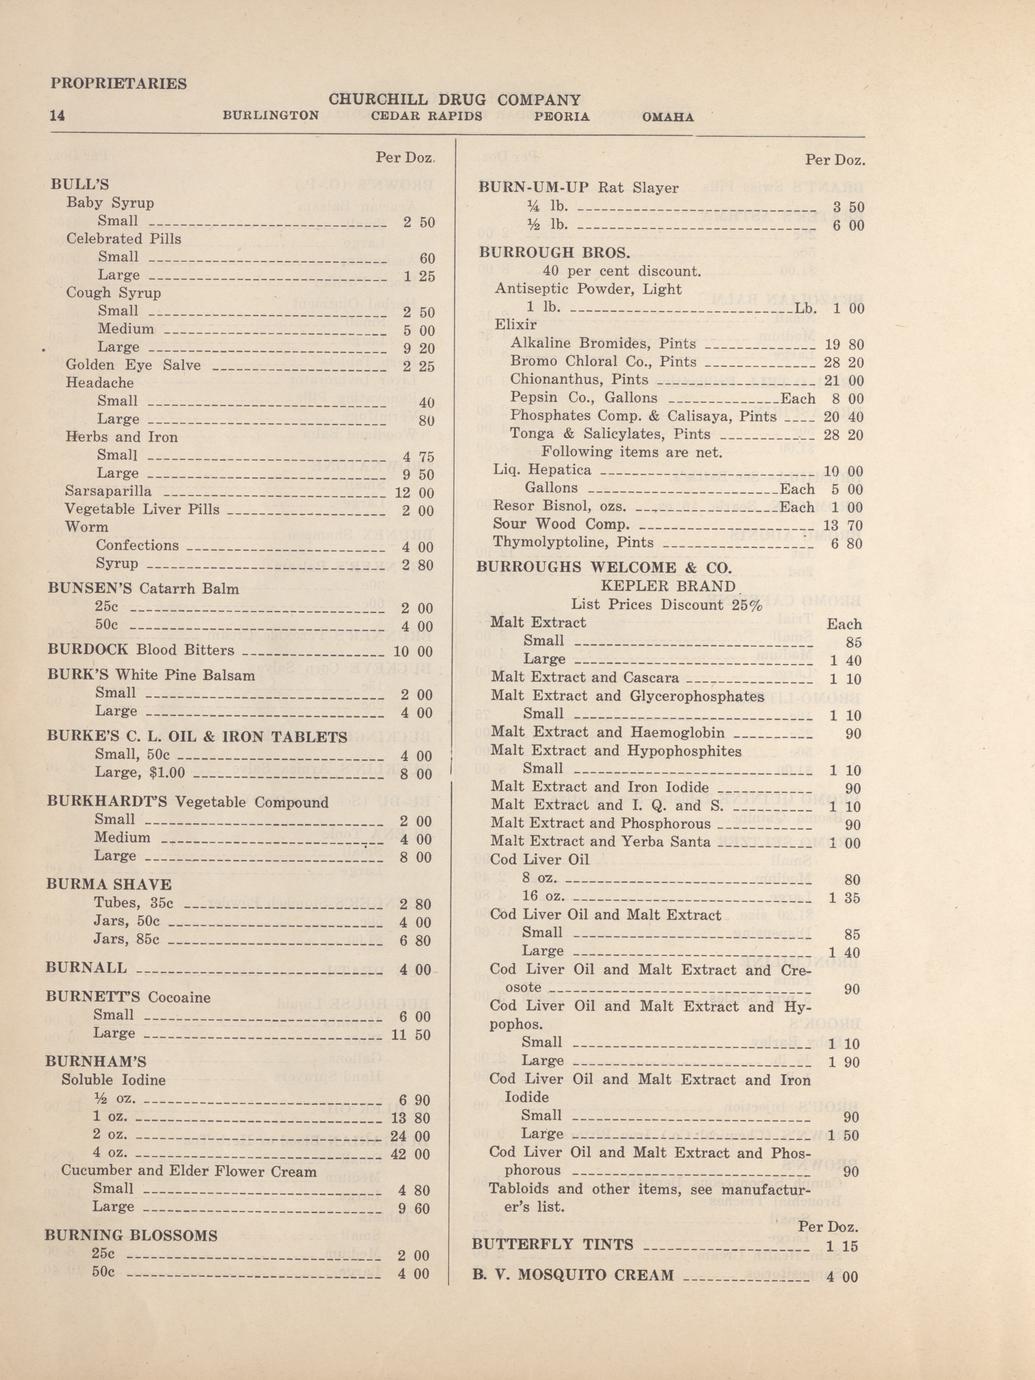 PROPRIETARIES
CHURCHILL DRUG COMPANY
14 BURLINGTON CEDAR RAPIDS PEORIA OMAHA
Per Doz.
BULL'S
Baby Syrup
Small 2 50
Celebrated Pills
Small 60
Large 1 25
Cough Syrup
Small 2 50
Medium 5 00
Large 9 20
Golden Eye Salve 2 25
Headache
Small 40
Large 80
Herbs and Iron
Small 4 75
Large 9 50
Sarsaparilla 12 00
Vegetable Liver Pills 2 00
Worm
Confections 4 00
Syrup 2 80
BUNSEN'S Catarrh Balm
25c 2 00
50c 4 00
BURDOCK Blood Bitters 10 00
BURK'S White Pine Balsam
Small 2 00
Large 4 00
BURKE'S C. L. OIL & IRON TABLETS
Small, 50c 4 00
Large, $1.00 8 00
BURKHARDT'S Vegetable Compound
Small 2 00
Medium 4 00
Large 8 00
BURMA SHAVE
Tubes, 35c 2 80
Jars, 50c 4 00
Jars, 85c 6 80
BURNALL 4 00
BURNETT'S Cocoaine
Small 6 00
Large 11 50
BURNHAM'S
Soluble Iodine
½ oz. 6 90
1 oz. 13 80
2 oz. 24 00
4 oz. 42 00
Cucumber and Elder Flower Cream
Small 4 80
Large 9 60
BURNING BLOSSOMS
25c 2 00
50c 4 00
Per Doz.
BURN-UM-UP Rat Slayer
¼ lb. 3 50
½ lb. 6 00
BURROUGH BROS.
40 per cent discount.
Antiseptic Powder, Light
1 lb. Lb. 1 00
Elixir
Alkaline Bromides, Pints 19 80
Bromo Chloral Co., Pints 28 20
Chionanthus, Pints 21 00
Pepsin Co., Gallons Each 8 00
Phosphates Comp. & Calisaya, Pints 20 40
Tonga & Salicylates, Pints 28 20
Following items are net.
Liq. Hepatica 10 00
Gallons Each 5 00
Resor Bisnol, ozs. Each 1 00
Sour Wood Comp. 13 70
Thymolyptoline, Pints 6 80
BURROUGHS WELCOME & CO.
KEPLER BRAND
List Prices Discount 25%
Malt Extract Each
Small 85
Large 1 40
Malt Extract and Cascara 1 10
Malt Extract and Glycerophosphates
Small 1 10
Malt Extract and Haemoglobin 90
Malt Extract and Hypophosphites
Small 1 10
Malt Extract and Iron Iodide 90
Malt Extract and I. Q. and S. 1 10
Malt Extract and Phosphorous 90
Malt Extract and Yerba Santa 1 00
Cod Liver Oil
8 oz. 80
16 oz. 1 35
Cod Liver Oil and Malt Extract
Small 85
Large 1 40
Cod Liver Oil and Malt Extract and Cre-
osote 90
Cod Liver Oil and Malt Extract and Hy-
pophos.
Small 1 10
Large 1 90
Cod Liver Oil and Malt Extract and Iron
Iodide
Small 90
Large 1 50
Cod Liver Oil and Malt Extract and Phos-
phorous 90
Tabloids and other items, see manufactur-
er's list.
Per Doz.
BUTTERFLY TINTS 1 15
B. V. MOSQUITO CREAM 4 00